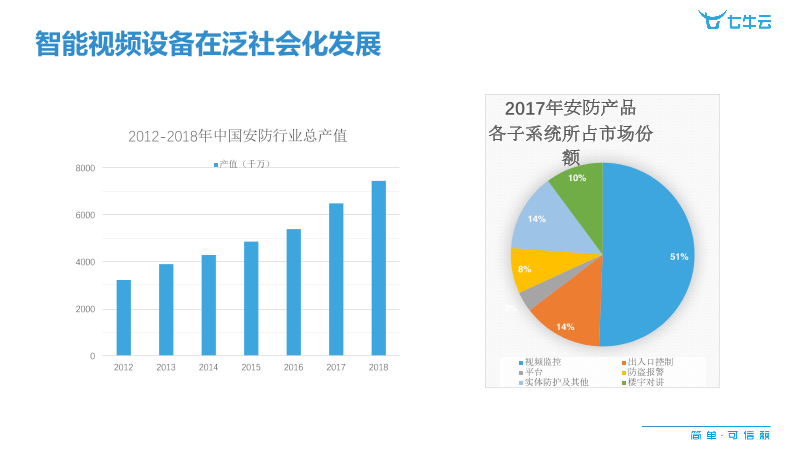 七牛云
智能视频设备在泛社会化发展
2012-2018年中国安防行业总产值
产值（千万）
8000
6000
4000
2000
0
2012 2013 2014 2015 2016 2017 2018
2017年安防产品
各子系统所占市场份
额
10%
14%
51%
8%
14%
视频监控 出入口控制
平台 防盗报警
实体防护及其他 楼宇对讲
简单·可信赖